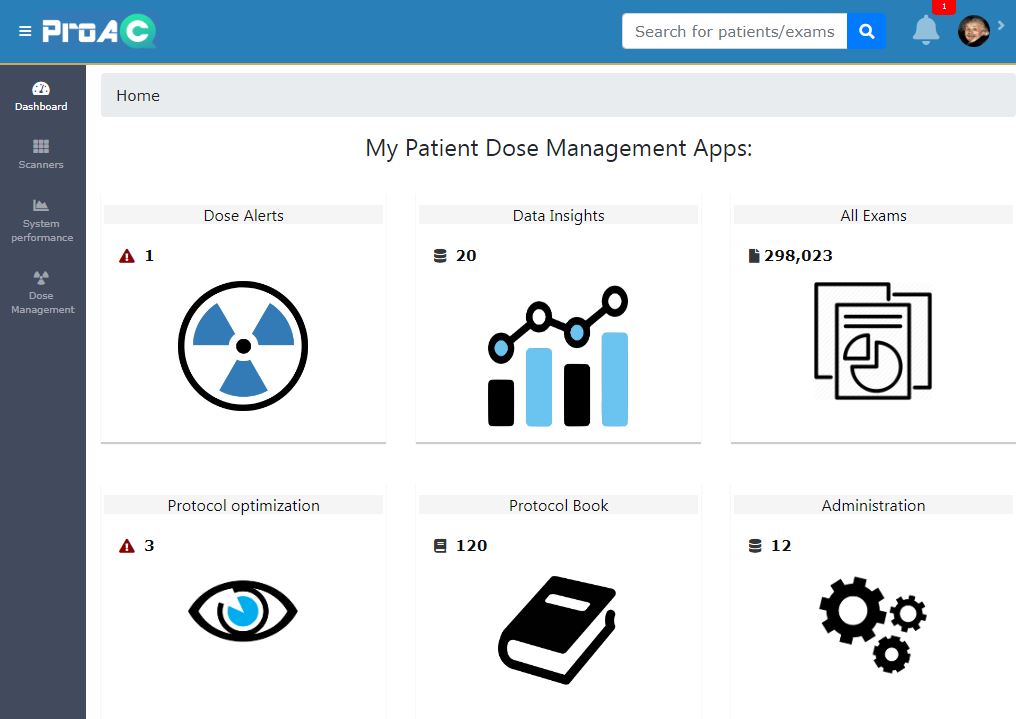 ProAC
Search for patients/exams
1
Dashboard
Scanners
System
performance
Dose
Management
Home
My Patient Dose Management Apps:
Dose Alerts
1
Data Insights
20
All Exams
298,023
Protocol optimization
3
Protocol Book
120
Administration
12